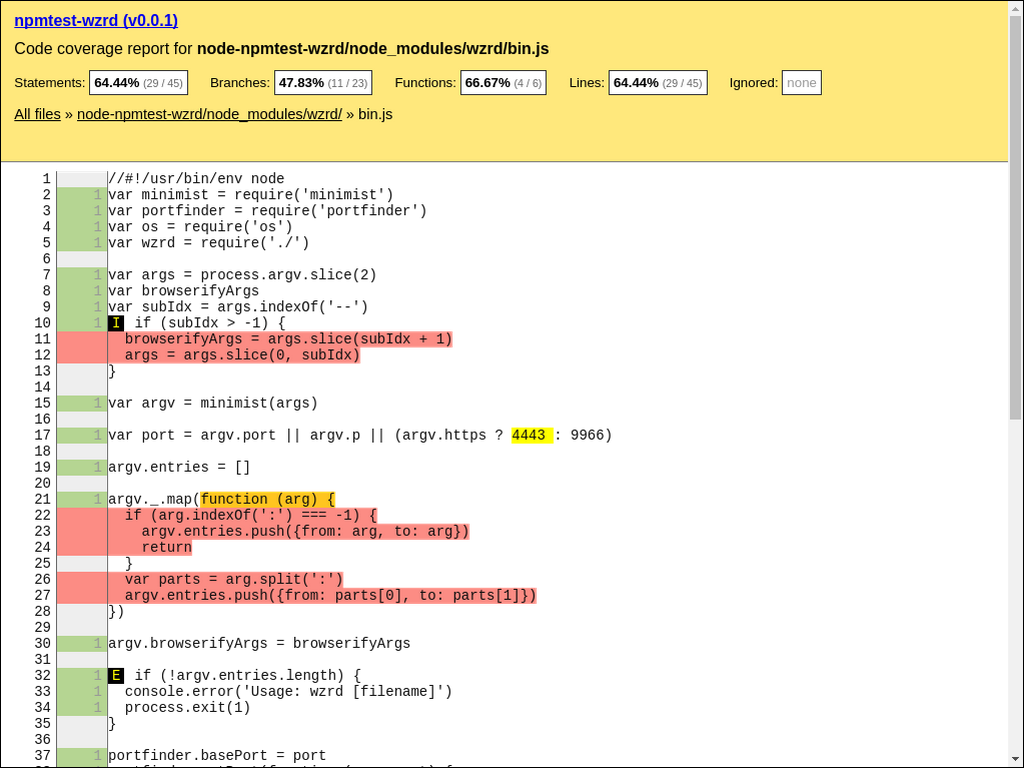 npmtest-wzrd (v0.0.1)
Code coverage report for node-npmtest-wzrd/node_modules/wzrd/bin.js
Statements: 64.44% (29 / 45) Branches: 47.83% (11 / 23) Functions: 66.67% (4 / 6) Lines: 64.44% (29 / 45) Ignored: none
All files » node-npmtest-wzrd/node_modules/wzrd/ » bin.js
1 //#!/usr/bin/env node
2 1 var minimist = require('minimist')
3 1 var portfinder = require('portfinder')
4 1 var os = require('os')
5 1 var wzrd = require('./')
6
7 1 var args = process.argv.slice(2)
8 1 var browserifyArgs
9 1 var subIdx = args.indexOf('--')
10 1 I if (subIdx > -1) {
11   browserifyArgs = args.slice(subIdx + 1)
12   args = args.slice(0, subIdx)
13 }
14
15 1 var argv = minimist(args)
16
17 1 var port = argv.port || argv.p || (argv.https ? 4443 : 9966)
18
19 1 argv.entries = []
20
21 1 argv._.map(function (arg) {
22   if (arg.indexOf(':') === -1) {
23     argv.entries.push({from: arg, to: arg})
24     return
25   }
26   var parts = arg.split(':')
27   argv.entries.push({from: parts[0], to: parts[1]})
28 })
29
30 1 argv.browserifyArgs = browserifyArgs
31
32 1 E if (!argv.entries.length) {
33 1   console.error('Usage: wzrd [filename]')
34 1   process.exit(1)
35 }
36
37 1 portfinder.basePort = port